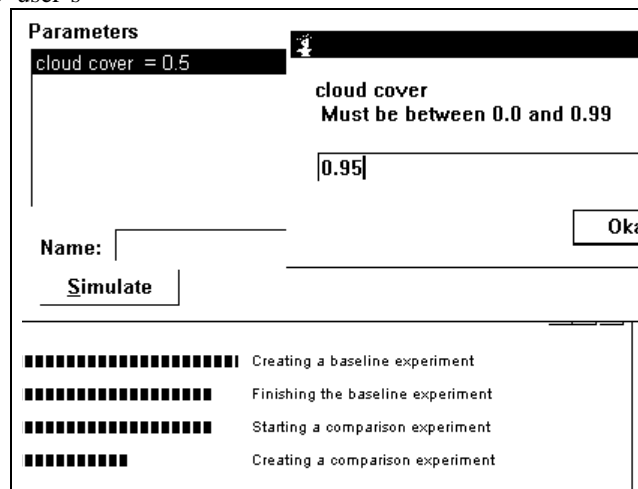 user s
Parameters
cloud cover = 0.5
cloud cover
Must be between 0.0 and 0.99
0.95
Name:
Simulate
Creating a baseline experiment
Finishing the baseline experiment
Starting a comparison experiment
Creating a comparison experiment